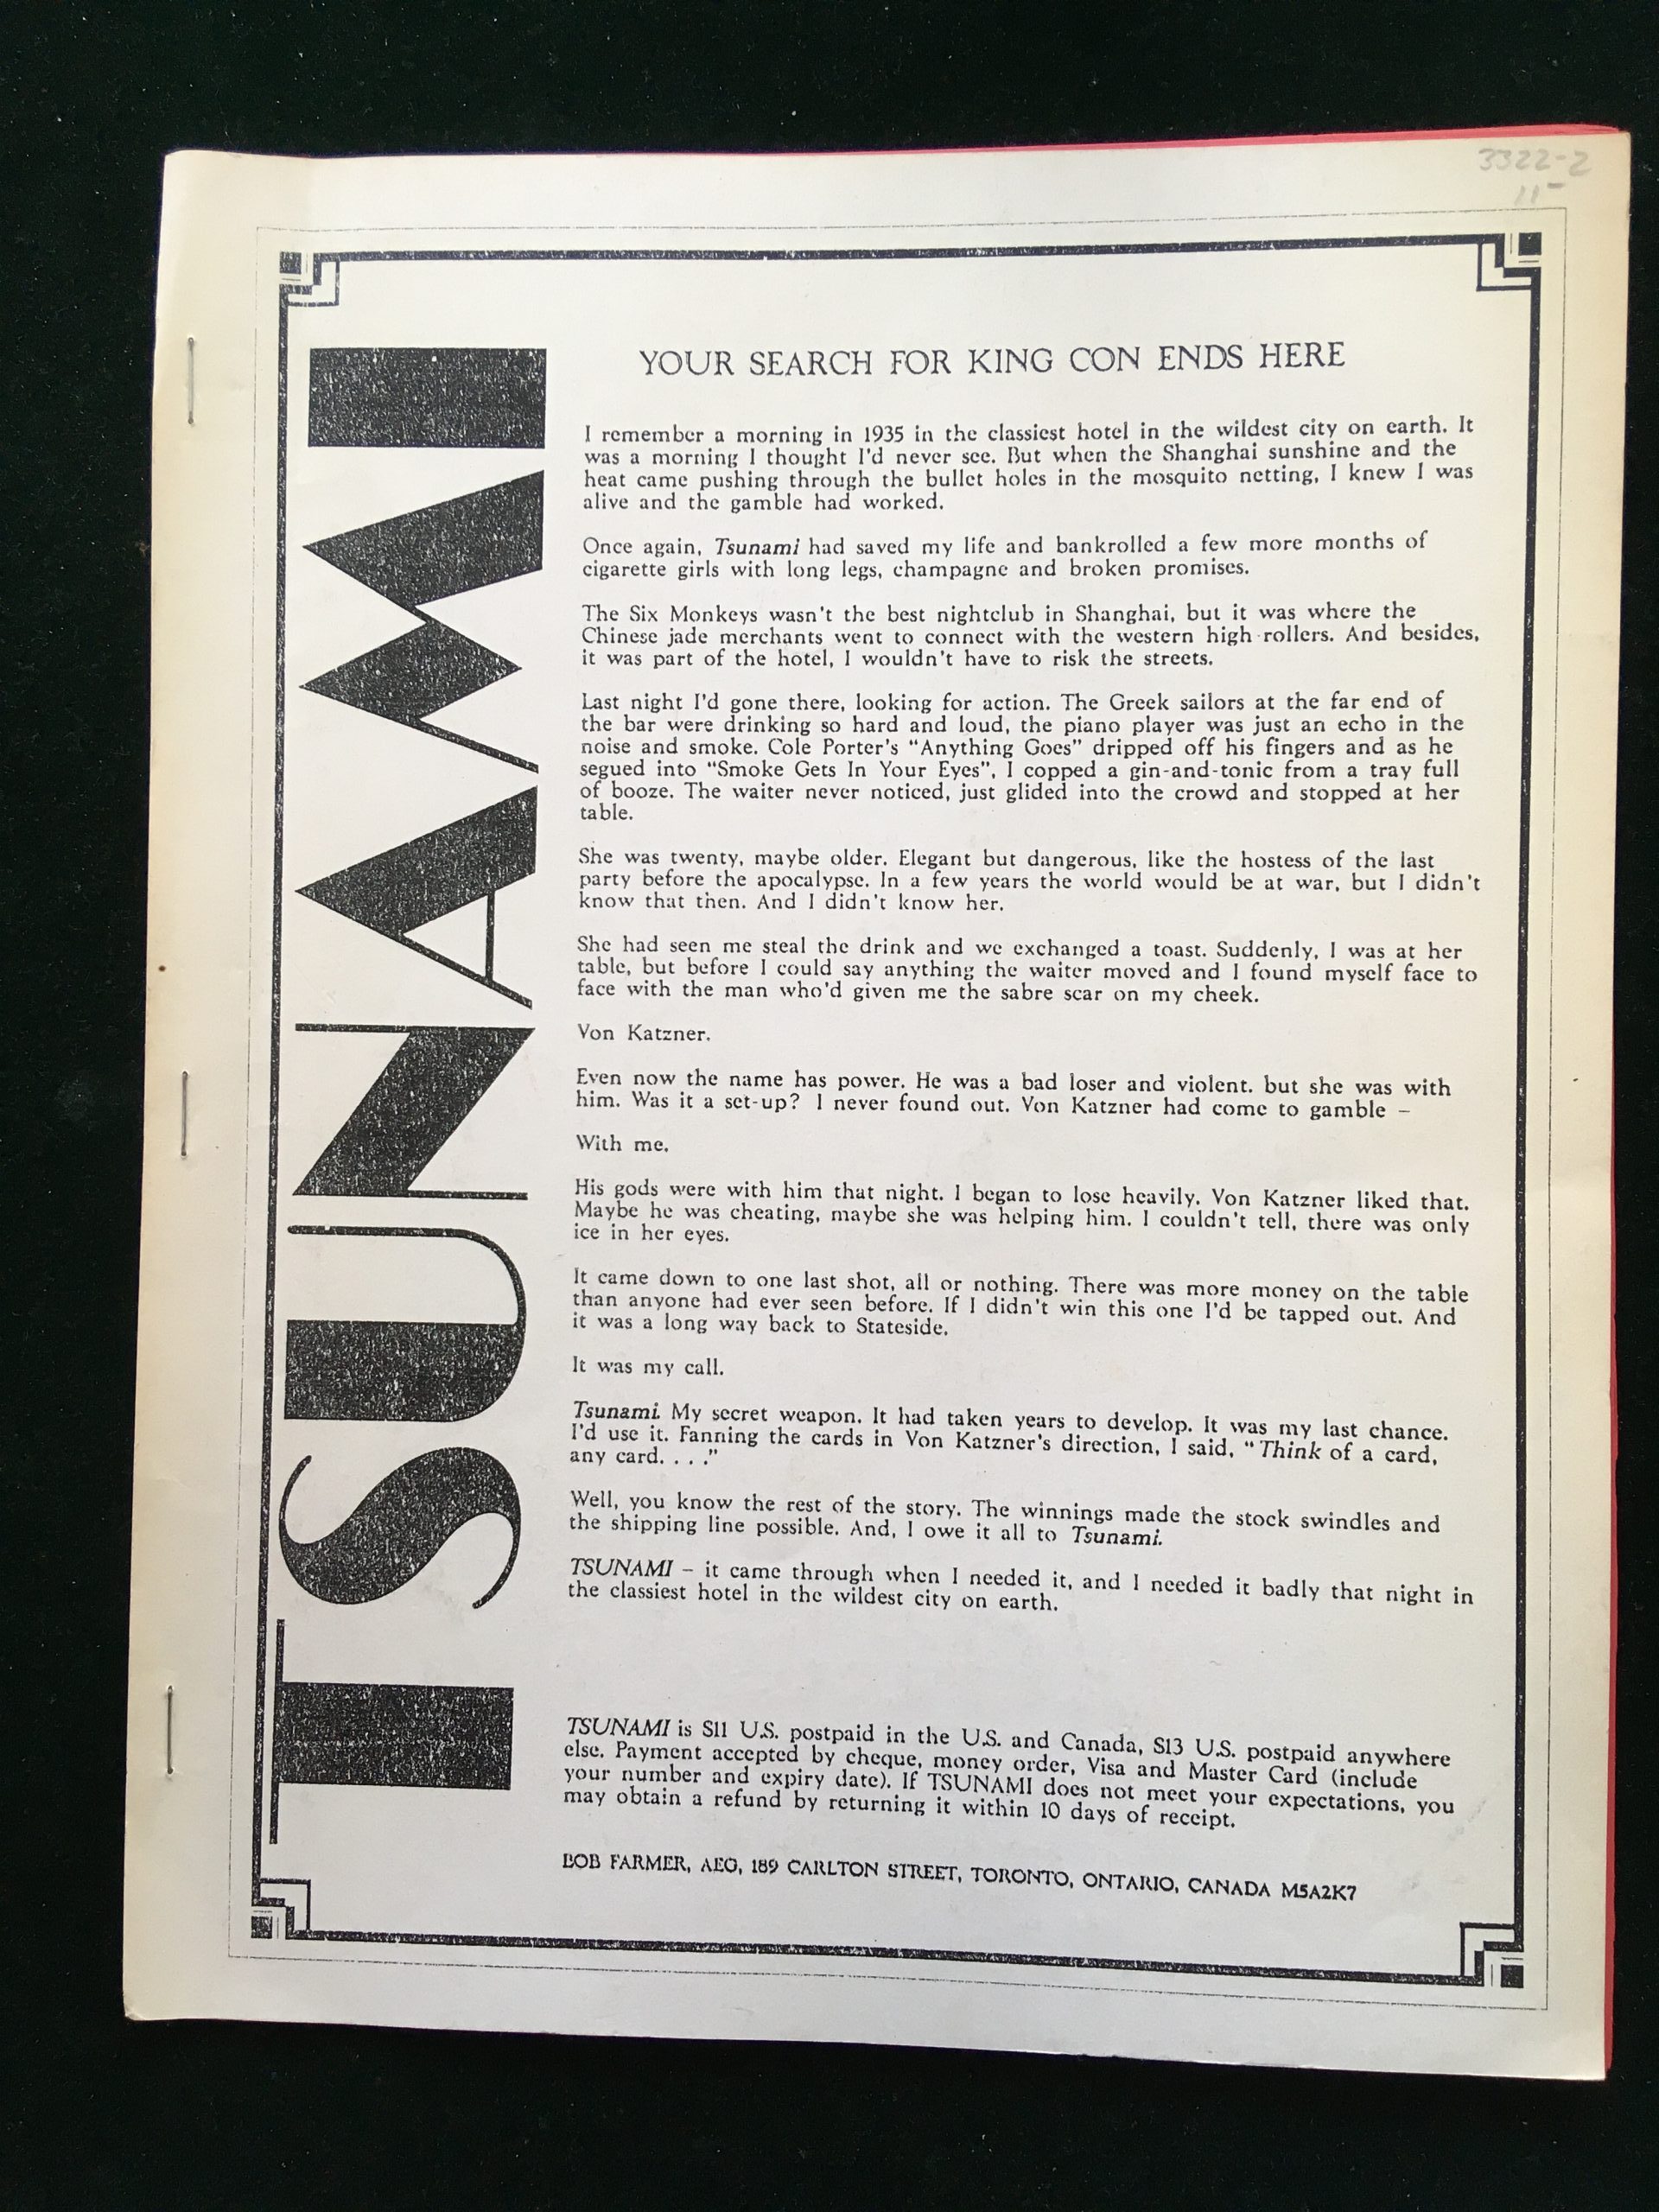 3322-2
11-
TSUNAMI
YOUR SEARCH FOR KING CON ENDS HERE
I remember a morning in 1935 in the classiest hotel in the wildest city on earth. It
was a morning I thought I'd never see. But when the Shanghai sunshine and the
heat came pushing through the bullet holes in the mosquito netting, I knew I was
alive and the gamble had worked.
Once again, Tsunami had saved my life and bankrolled a few more months of
cigarette girls with long legs, champagne and broken promises.
The Six Monkeys wasn't the best nightclub in Shanghai, but it was where the
Chinese jade merchants went to connect with the western high rollers. And besides,
it was part of the hotel, I wouldn't have to risk the streets.
Last night I'd gone there, looking for action. The Greek sailors at the far end of
the bar were drinking so hard and loud, the piano player was just an echo in the
noise and smoke. Cole Porter's "Anything Goes" dripped off his fingers and as he
segued into "Smoke Gets In Your Eyes", I copped a gin-and-tonic from a tray full
of booze. The waiter never noticed, just glided into the crowd and stopped at her
table.
She was twenty, maybe older. Elegant but dangerous, like the hostess of the last
party before the apocalypse. In a few years the world would be at war, but I didn't
know that then. And I didn't know her.
She had seen me steal the drink and we exchanged a toast. Suddenly, I was at her
table, but before I could say anything the waiter moved and I found myself face to
face with the man who'd given me the sabre scar on my cheek.
Von Katzner.
Even now the name has power. He was a bad loser and violent. but she was with
him. Was it a set-up? I never found out. Von Katzner had come to gamble –
With me.
His gods were with him that night. I began to lose heavily. Von Katzner liked that.
Maybe he was cheating, maybe she was helping him. I couldn't tell, there was only
ice in her eyes.
It came down to one last shot, all or nothing. There was more money on the table
than anyone had ever seen before. If I didn't win this one I'd be tapped out. And
it was a long way back to Stateside.
It was my call.
Tsunami. My secret weapon. It had taken years to develop. It was my last chance.
I'd use it. Fanning the cards in Von Katzner's direction, I said, "Think of a card,
any card. . . ."
Well, you know the rest of the story. The winnings made the stock swindles and
the shipping line possible. And, I owe it all to Tsunami.
TSUNAMI – it came through when I needed it, and I needed it badly that night in
the classiest hotel in the wildest city on earth.
TSUNAMI is $11 U.S. postpaid in the U.S. and Canada, $13 U.S. postpaid anywhere
else. Payment accepted by cheque, money order, Visa and Master Card (include
your number and expiry date). If TSUNAMI does not meet your expectations, you
may obtain a refund by returning it within 10 days of receipt.
BOB FARMER, AEG, 189 CARLTON STREET, TORONTO, ONTARIO, CANADA M5A2K7